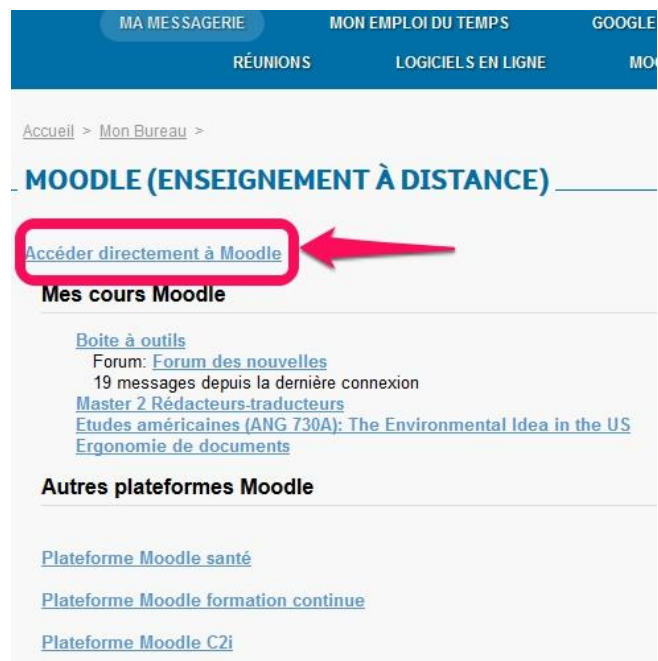 MA MESSAGERIE MON EMPLOI DU TEMPS GOOGLE
RÉUNIONS LOGICIELS EN LIGNE
Accueil > Mon Bureau >
MOODLE (ENSEIGNEMENT À DISTANCE)
Accéder directement à Moodle
Mes cours Moodle
Boite à outils
Forum: Forum des nouvelles
19 messages depuis la dernière connexion
Master 2 Rédacteurs-traducteurs
Etudes américaines (ANG 730A): The Environmental Idea in the US
Ergonomie de documents
Autres plateformes Moodle
Plateforme Moodle santé
Plateforme Moodle formation continue
Plateforme Moodle C2i